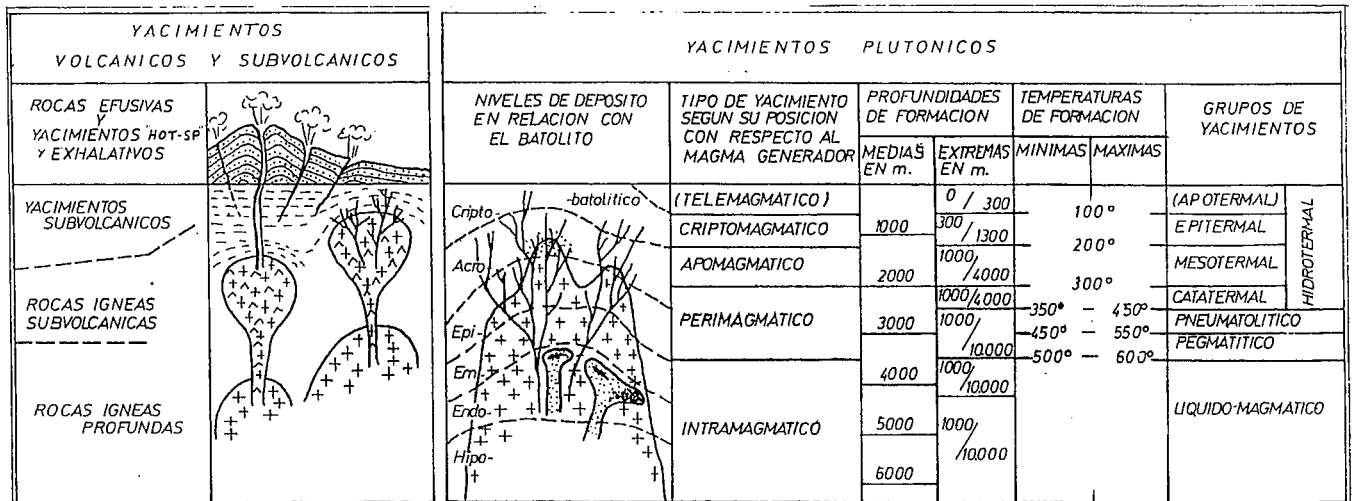 YACIMIENTOS
VOLCANICOS Y SUBVOLCANICOS
ROCAS EFUSIVAS
Y
YACIMIENTOS "HOT-SP"
Y EXHALATIVOS
YACIMIENTOS
SUBVOLCANICOS
ROCAS IGNEAS
SUBVOLCANICAS
ROCAS IGNEAS
PROFUNDAS
YACIMIENTOS PLUTONICOS
NIVELES DE DEPOSITO
EN RELACION CON
EL BATOLITO
TIPO DE YACIMIENTO
SEGUN SU POSICION
CON RESPECTO AL
MAGMA GENERADOR
PROFUNDIDADES
DE FORMACION
MEDIAS
EN m.
EXTREMAS
EN m.
TEMPERATURAS
DE FORMACION
MINIMAS
MAXIMAS
GRUPOS DE
YACIMIENTOS
Cripto-
-batolitico
Acro-
Epi-
Em-
Endo-
Hipo-
(TELEMAGMATICO)
CRIPTOMAGMATICO
APOMAGMATICO
PERIMAGMATICO
INTRAMAGMATICO
1000
2000
3000
4000
5000
6000
0/300
300/1300
1000/4000
1000/4000
1000/10.000
1000/10.000
1000/10.000
100°
200°
300°
350° - 450°
450° - 550°
500° - 600°
(APOTERMAL)
EPITERMAL
MESOTERMAL
CATATERMAL
HIDROTERMAL
PNEUMATOLITICO
PEGMATITICO
LIQUIDO-MAGMATICO